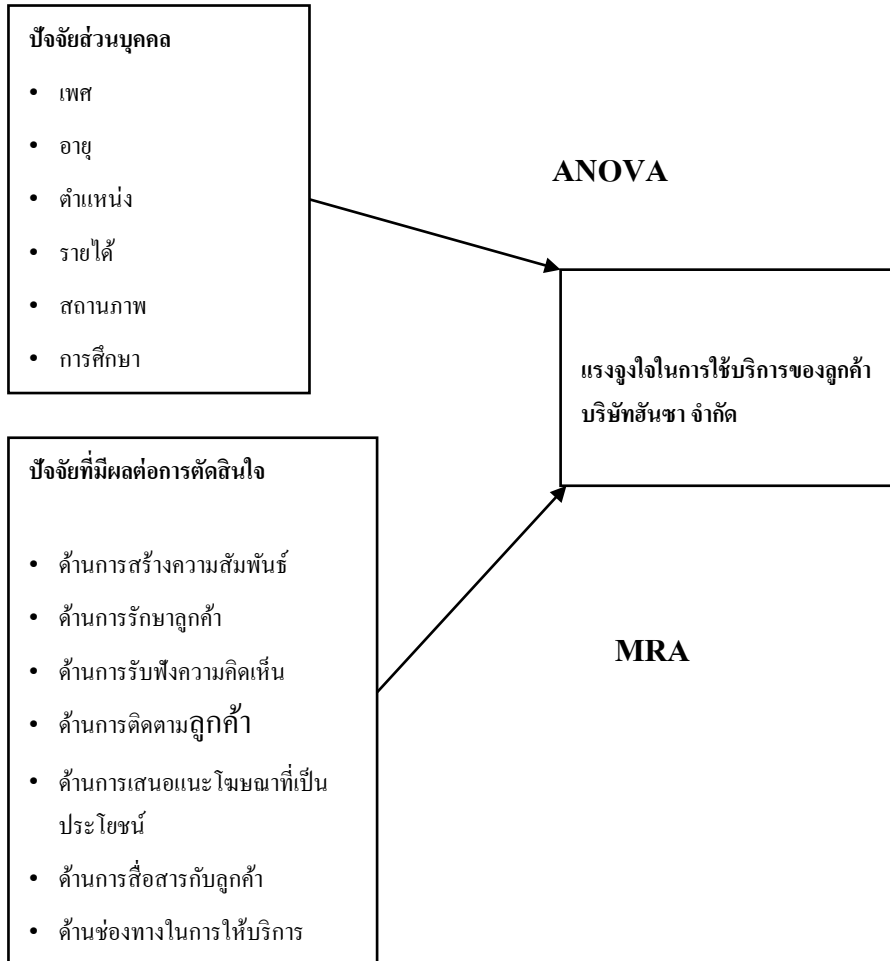 ปัจจัยส่วนบุคคล
• เพศ
• อายุ
• ตำแหน่ง
• รายได้
• สถานภาพ
• การศึกษา
ANOVA
แรงจูงใจในการใช้บริการของลูกค้า
บริษัทฮันซา จำกัด
ปัจจัยที่มีผลต่อการตัดสินใจ
• ด้านการสร้างความสัมพันธ์
• ด้านการรักษาลูกค้า
• ด้านการรับฟังความคิดเห็น
• ด้านการติดตามลูกค้า
• ด้านการเสนอแนะโฆษณาที่เป็น
ประโยชน์
• ด้านการสื่อสารกับลูกค้า
• ด้านช่องทางในการให้บริการ
MRA